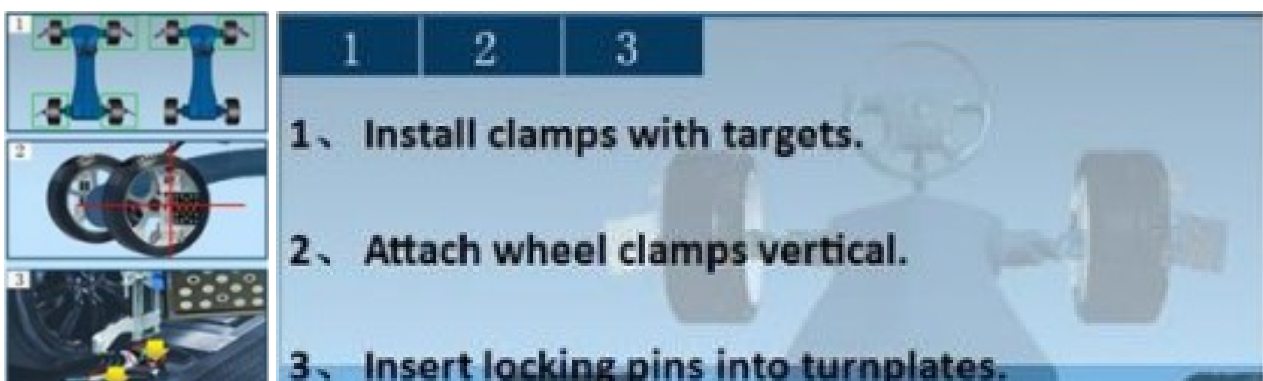 1
2
3
1 2 3
1、 Install clamps with targets.
2、 Attach wheel clamps vertical.
3、 Insert locking pins into turnplates.